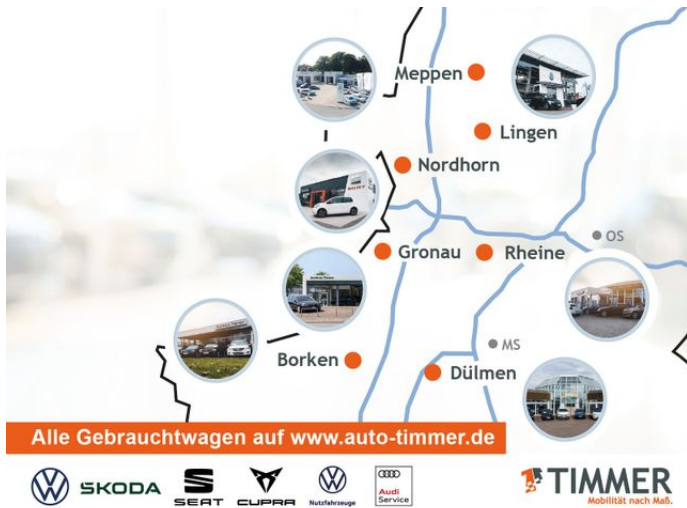 Meppen
Lingen
Nordhorn
OS
Gronau
Rheine
MS
Borken
Dülmen
Alle Gebrauchtwagen auf www.auto-timmer.de
ŠKODA
SEAT
CUPRA
Nutzfahrzeuge
Audi
Service
TIMMER
Mobilität nach Maß.